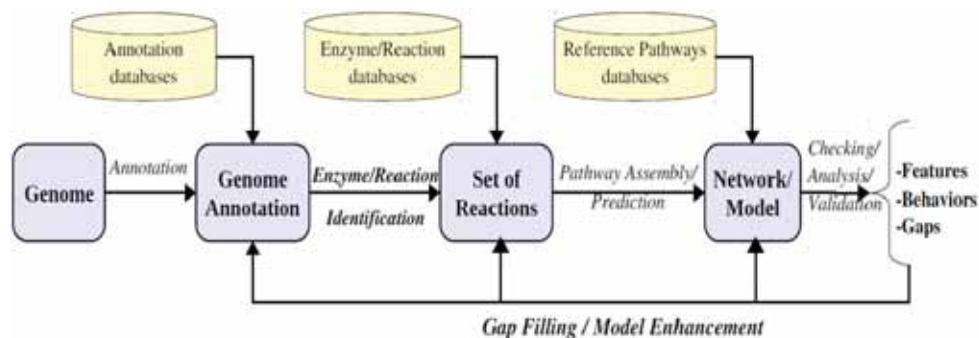 Annotation
databases
Enzyme/Reaction
databases
Reference Pathways
databases
Genome
Annotation
Genome
Annotation
Enzyme/Reaction
Identification
Set of
Reactions
Pathway Assembly/
Prediction
Network/
Model
Checking/
Analysis/
Validation
-Features
-Behaviors
-Gaps
Gap Filling / Model Enhancement